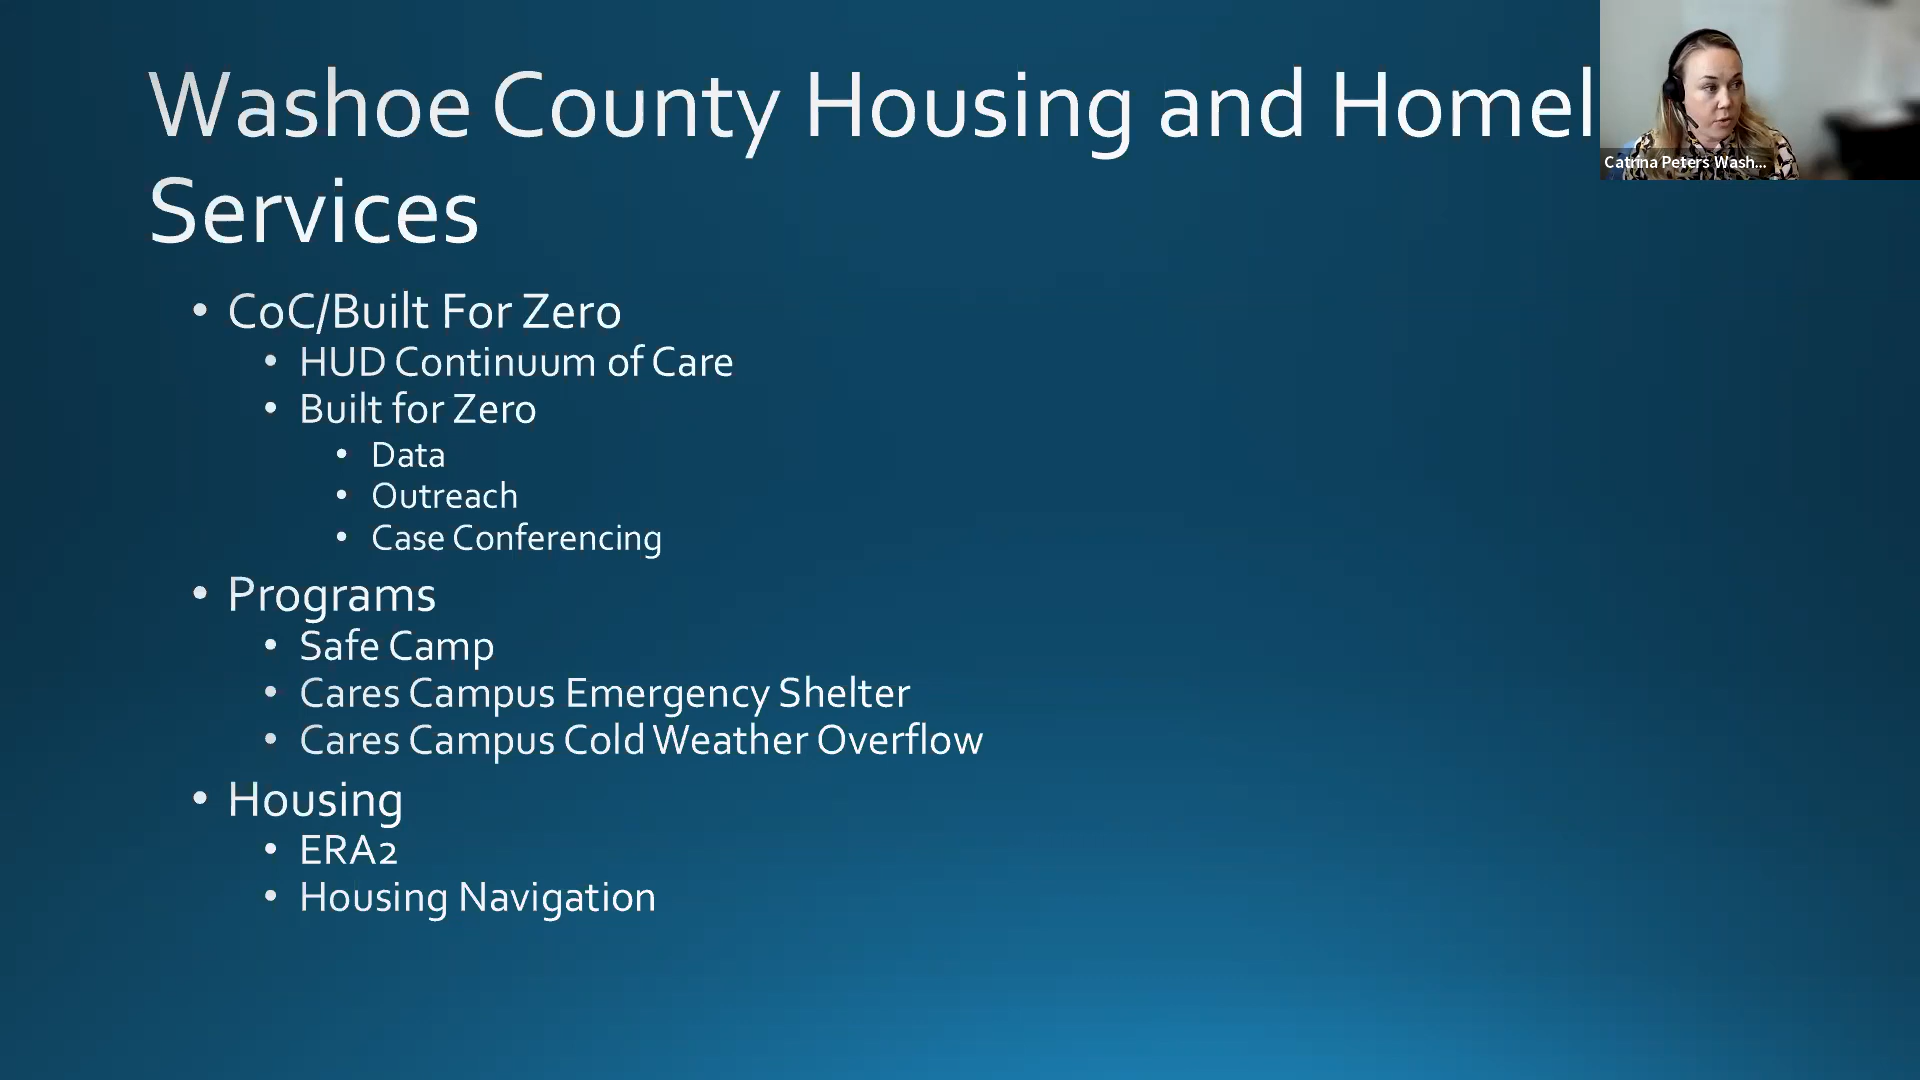 Washoe County Housing and Homel
Services
• CoC/Built For Zero
• HUD Continuum of Care
• Built for Zero
• Data
• Outreach
• Case Conferencing
• Programs
• Safe Camp
• Cares Campus Emergency Shelter
• Cares Campus Cold Weather Overflow
• Housing
• ERA2
• Housing Navigation
Catrina Peters Wash...